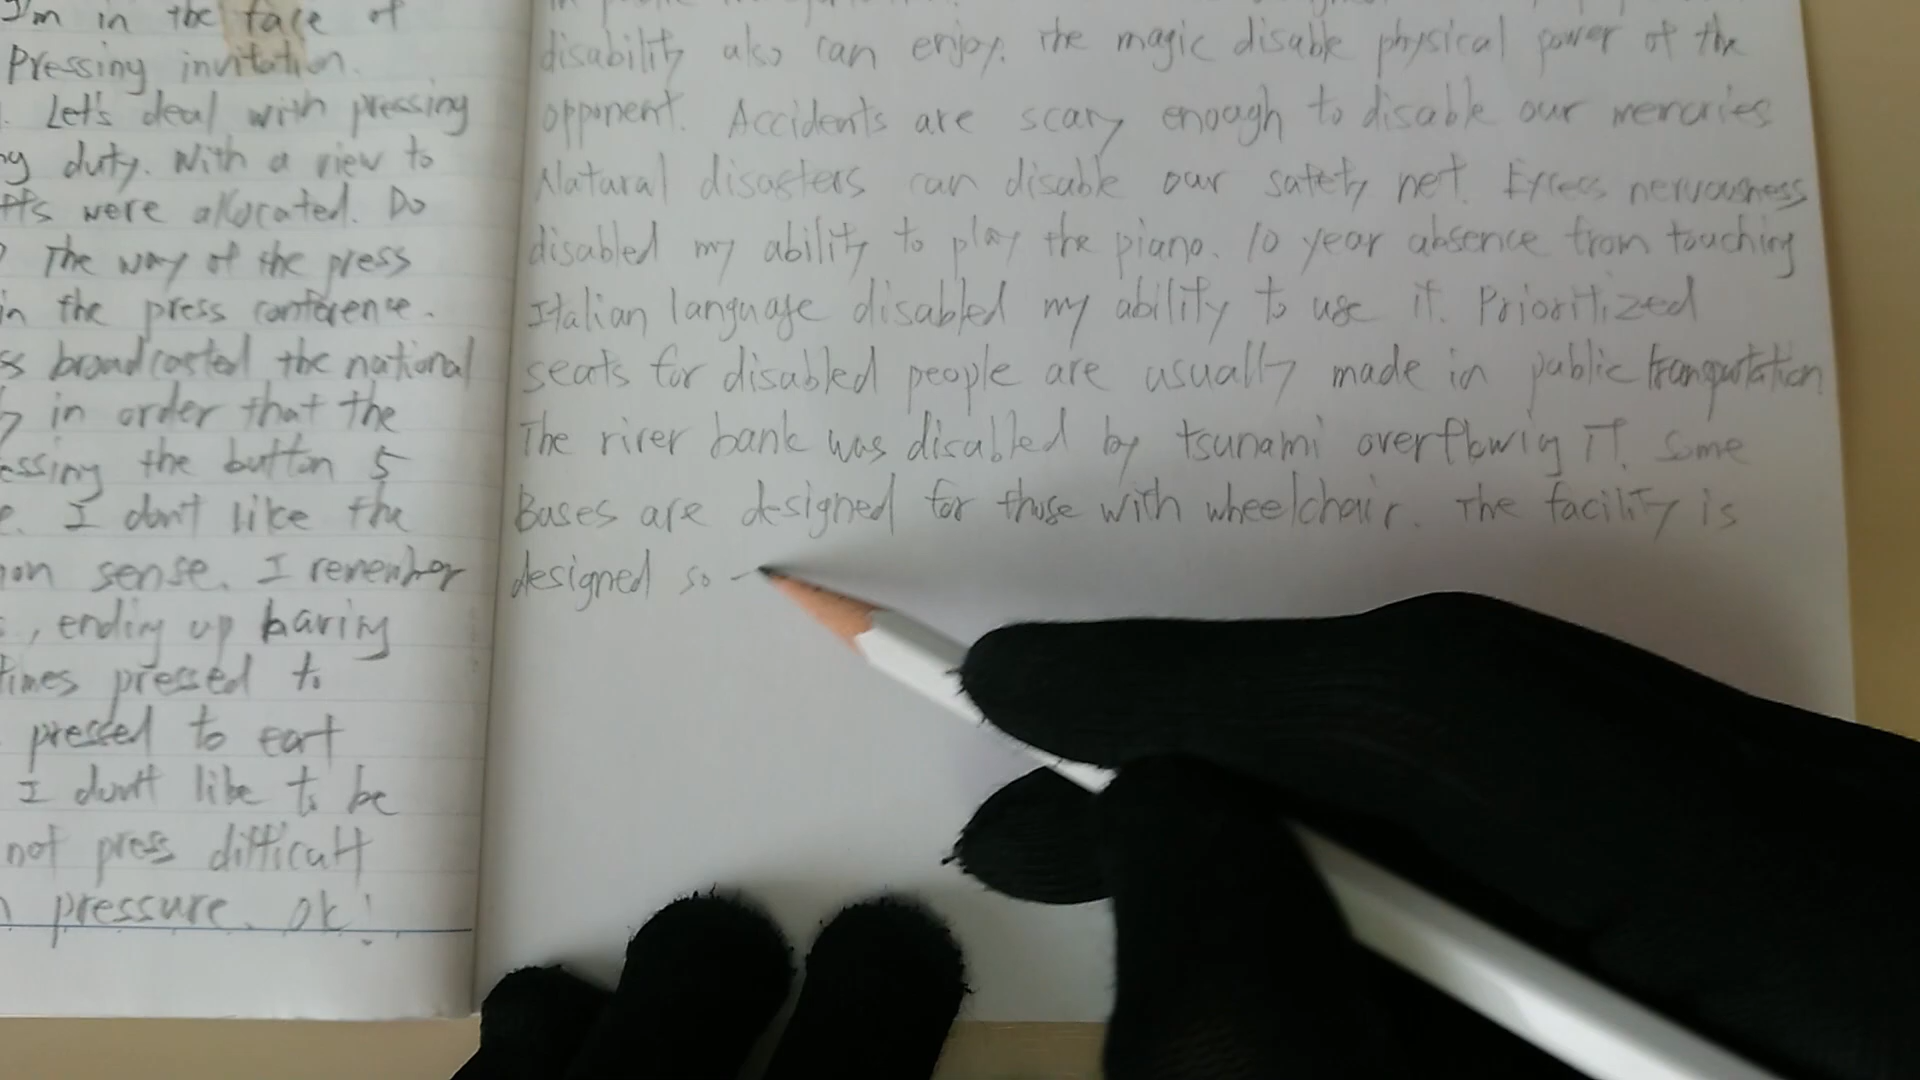 I'm in the face of
Pressing invitation.
Let's deal with pressing
duty. With a view to
were allocated. Do
The way of the press
in the press conference.
broadcasted the national
in order that the
the button 5
I don't like the
sense. I remember
, ending up having
times pressed to
pressed to eat
I don't like to be
not press difficult
pressure. ok!
disability also can enjoy. The magic disable physical power of the
opponent. Accidents are scary enough to disable our memories
Natural disasters can disable our safety net. Excess nervousness
disabled my ability to play the piano. 10 year absence from touching
Italian language disabled my ability to use it. Prioritized
seats for disabled people are usually made in public transportation
The river bank was disabled by tsunami overflowig it. Some
Buses are designed for those with wheelchair. The facility is
designed so